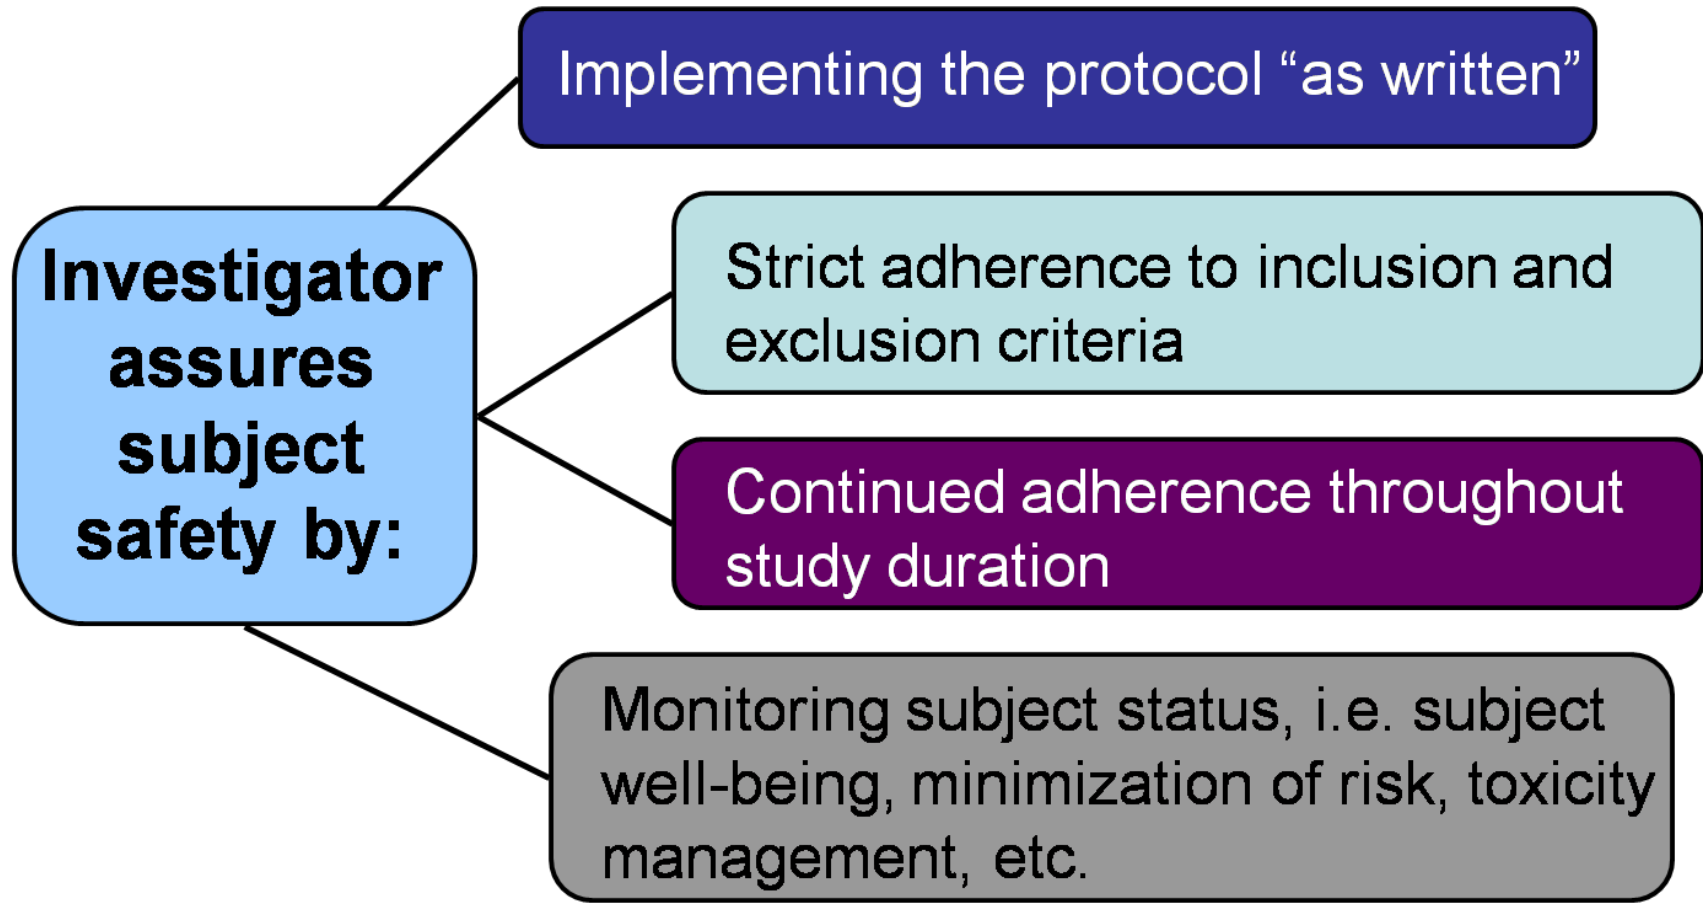 Implementing the protocol “as written”
Investigator
assures
subject
safety by:
Strict adherence to inclusion and
exclusion criteria
Continued adherence throughout
study duration
Monitoring subject status, i.e. subject
well-being, minimization of risk, toxicity
management, etc.